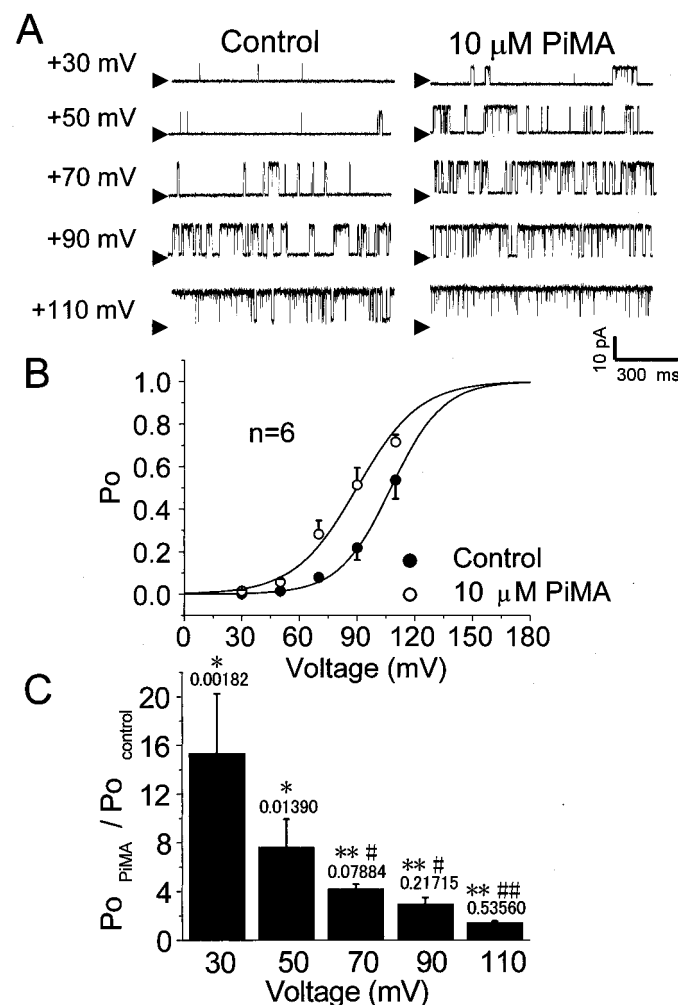 A
Control
10 μM PiMA
+30 mV
+50 mV
+70 mV
+90 mV
+110 mV
10 pA
300 ms
B
1.0
0.8
0.6
0.4
0.2
0.0
Po
n=6
Control
10 μM PiMA
0 30 60 90 120 150 180
Voltage (mV)
C
20
16
12
8
4
0
Po PiMA / Po control
*
0.00182
*
0.01390
** #
0.07884
** #
0.21715
** ##
0.53560
30 50 70 90 110
Voltage (mV)